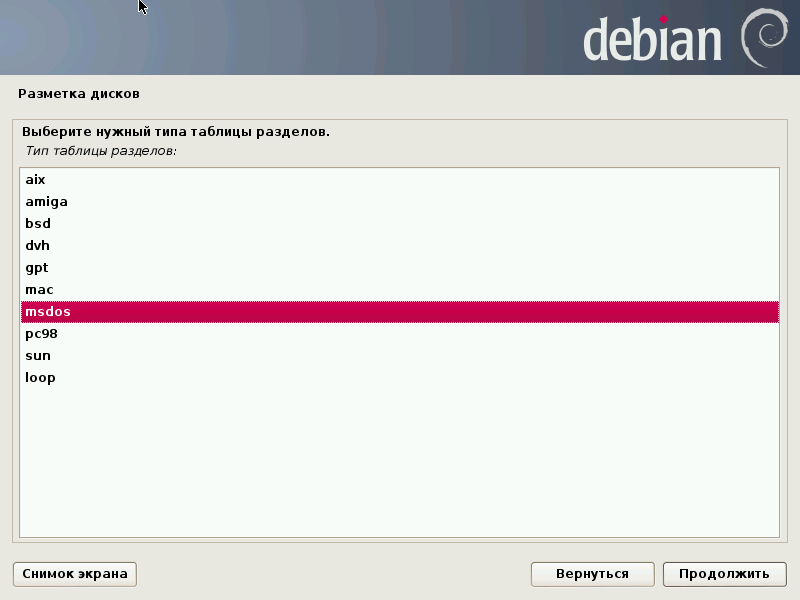 debian
Разметка дисков
Выберите нужный типа таблицы разделов.
Тип таблицы разделов:
aix
amiga
bsd
dvh
gpt
mac
msdos
pc98
sun
loop
Снимок экрана
Вернуться
Продолжить